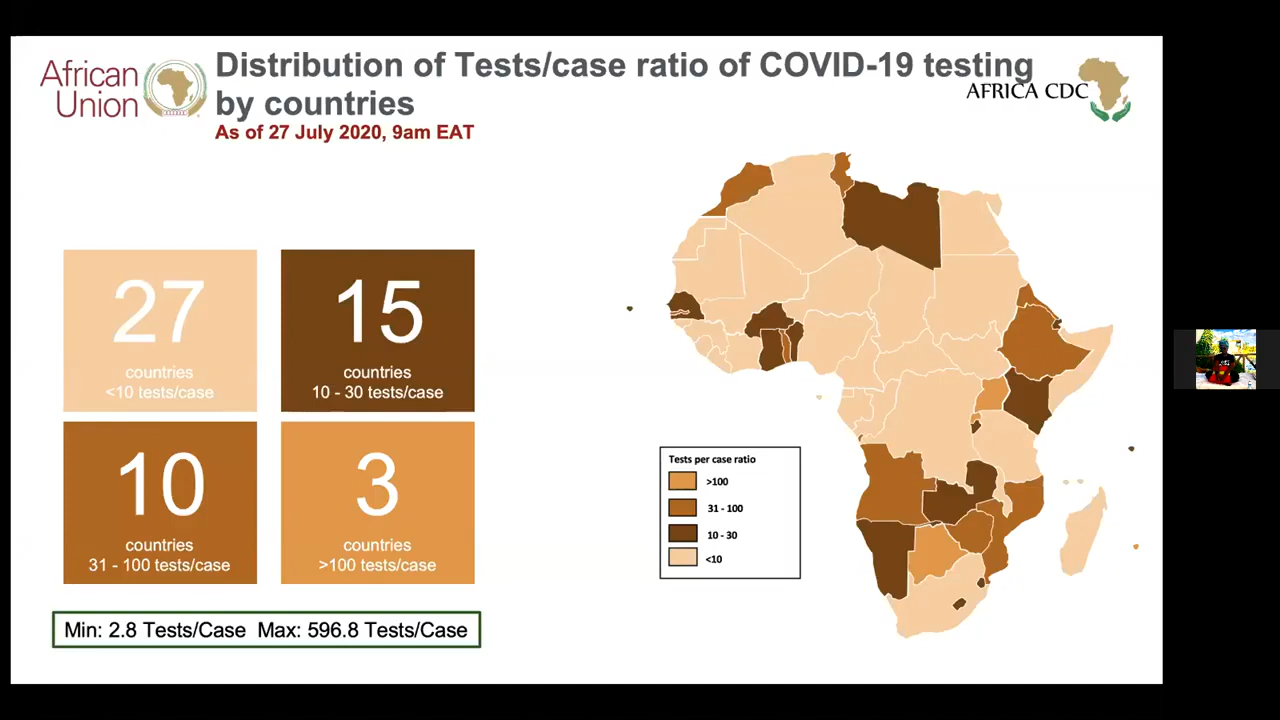 African
Union
Distribution of Tests/case ratio of COVID-19 testing
by countries
As of 27 July 2020, 9am EAT
AFRICA CDC
27
countries
<10 tests/case
15
countries
10 - 30 tests/case
10
countries
31 - 100 tests/case
3
countries
>100 tests/case
Min: 2.8 Tests/Case Max: 596.8 Tests/Case
Tests per case ratio
>100
31 - 100
10 - 30
<10